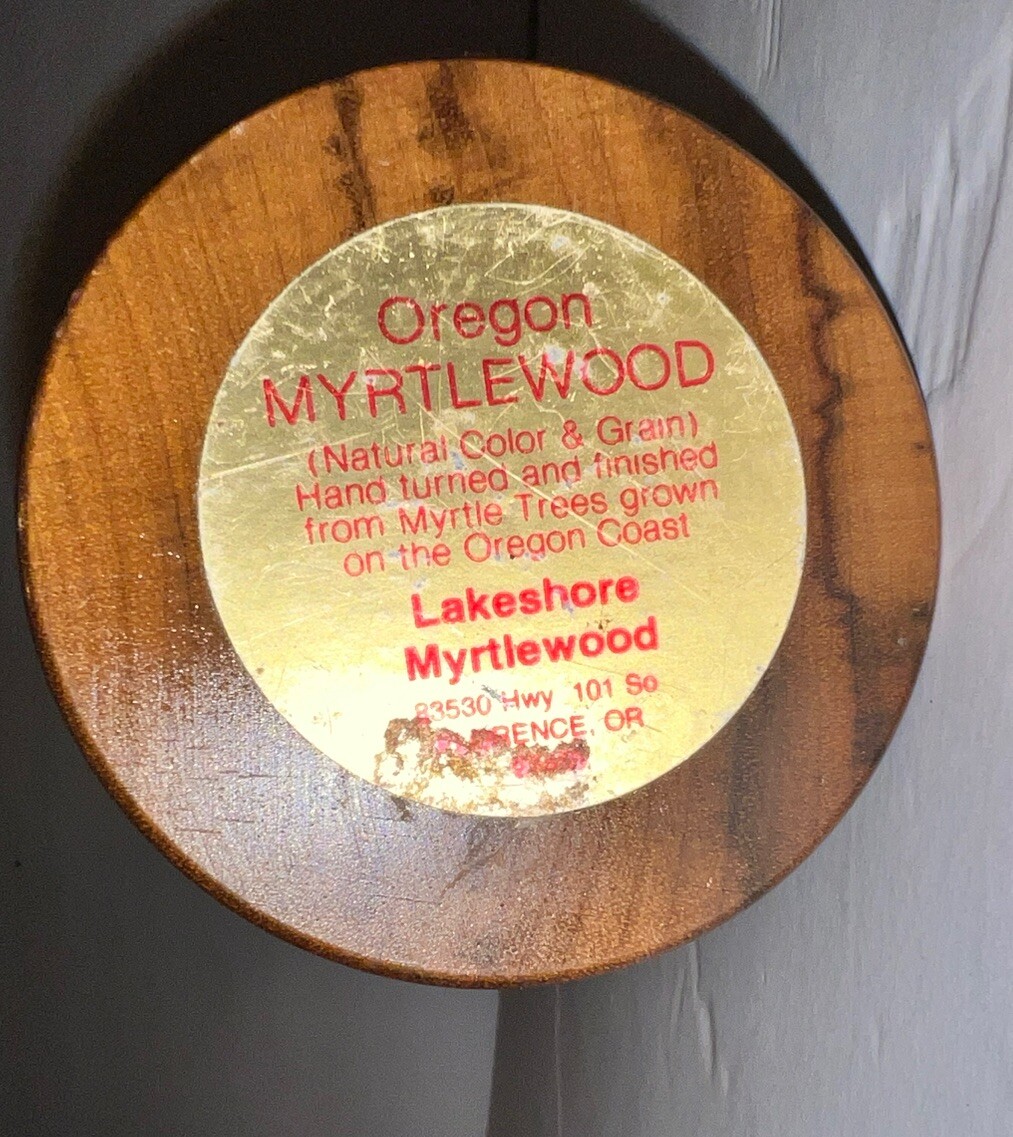 Oregon
MYRTLEWOOD
(Natural Color & Grain)
Hand turned and finished
from Myrtle Trees grown
on the Oregon Coast
Lakeshore
Myrtlewood
83530 Hwy 101 So
OR